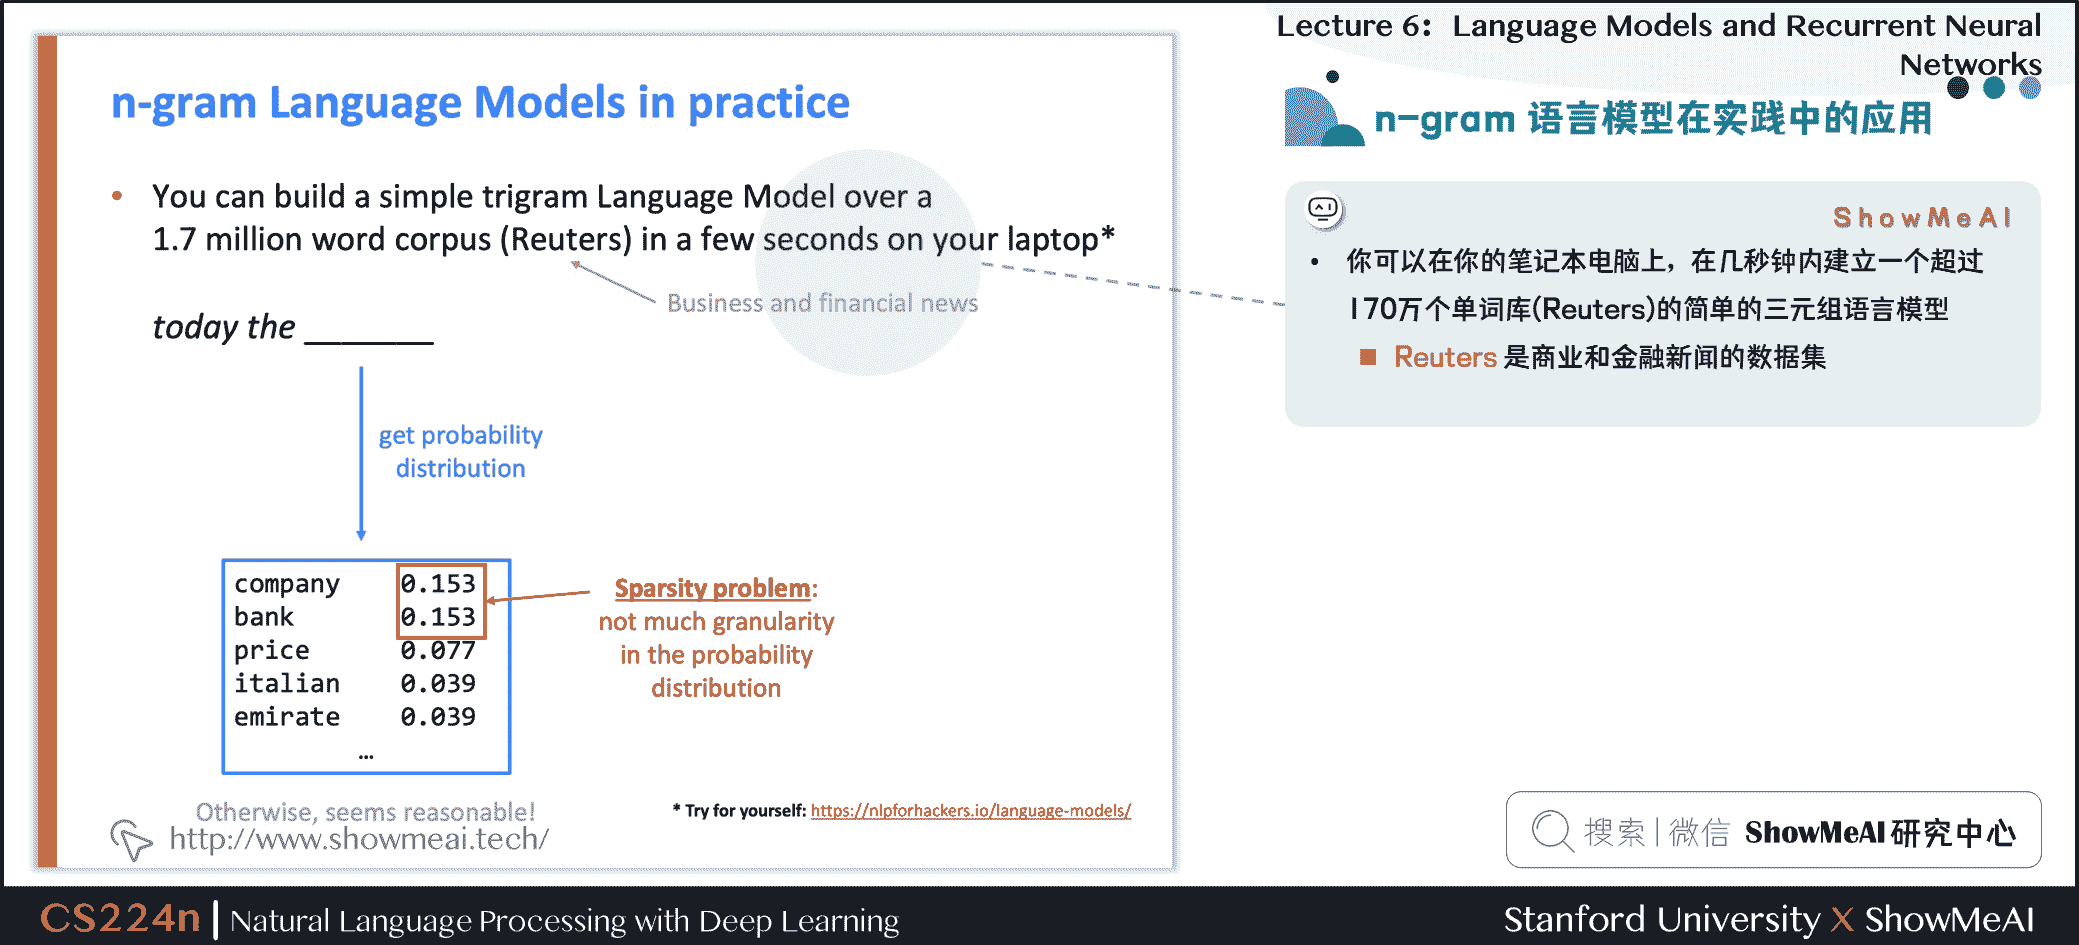 Lecture 6: Language Models and Recurrent Neural
Networks
n-gram Language Models in practice
• You can build a simple trigram Language Model over a
1.7 million word corpus (Reuters) in a few seconds on your laptop*
Business and financial news
today the _______
get probability
distribution
company 0.153
bank 0.153
price 0.077
italian 0.039
emirate 0.039
...
Sparsity problem:
not much granularity
in the probability
distribution
Otherwise, seems reasonable!
* Try for yourself: https://nlpforhackers.io/language-models/
http://www.showmeai.tech/
n-gram 语言模型在实践中的应用
ShowMeAI
• 你可以在你的笔记本电脑上，在几秒钟内建立一个超过
170万个单词库(Reuters)的简单的三元组语言模型
■ Reuters 是商业和金融新闻的数据集
搜索|微信 ShowMeAI 研究中心
CS224n | Natural Language Processing with Deep Learning
Stanford University X ShowMeAI